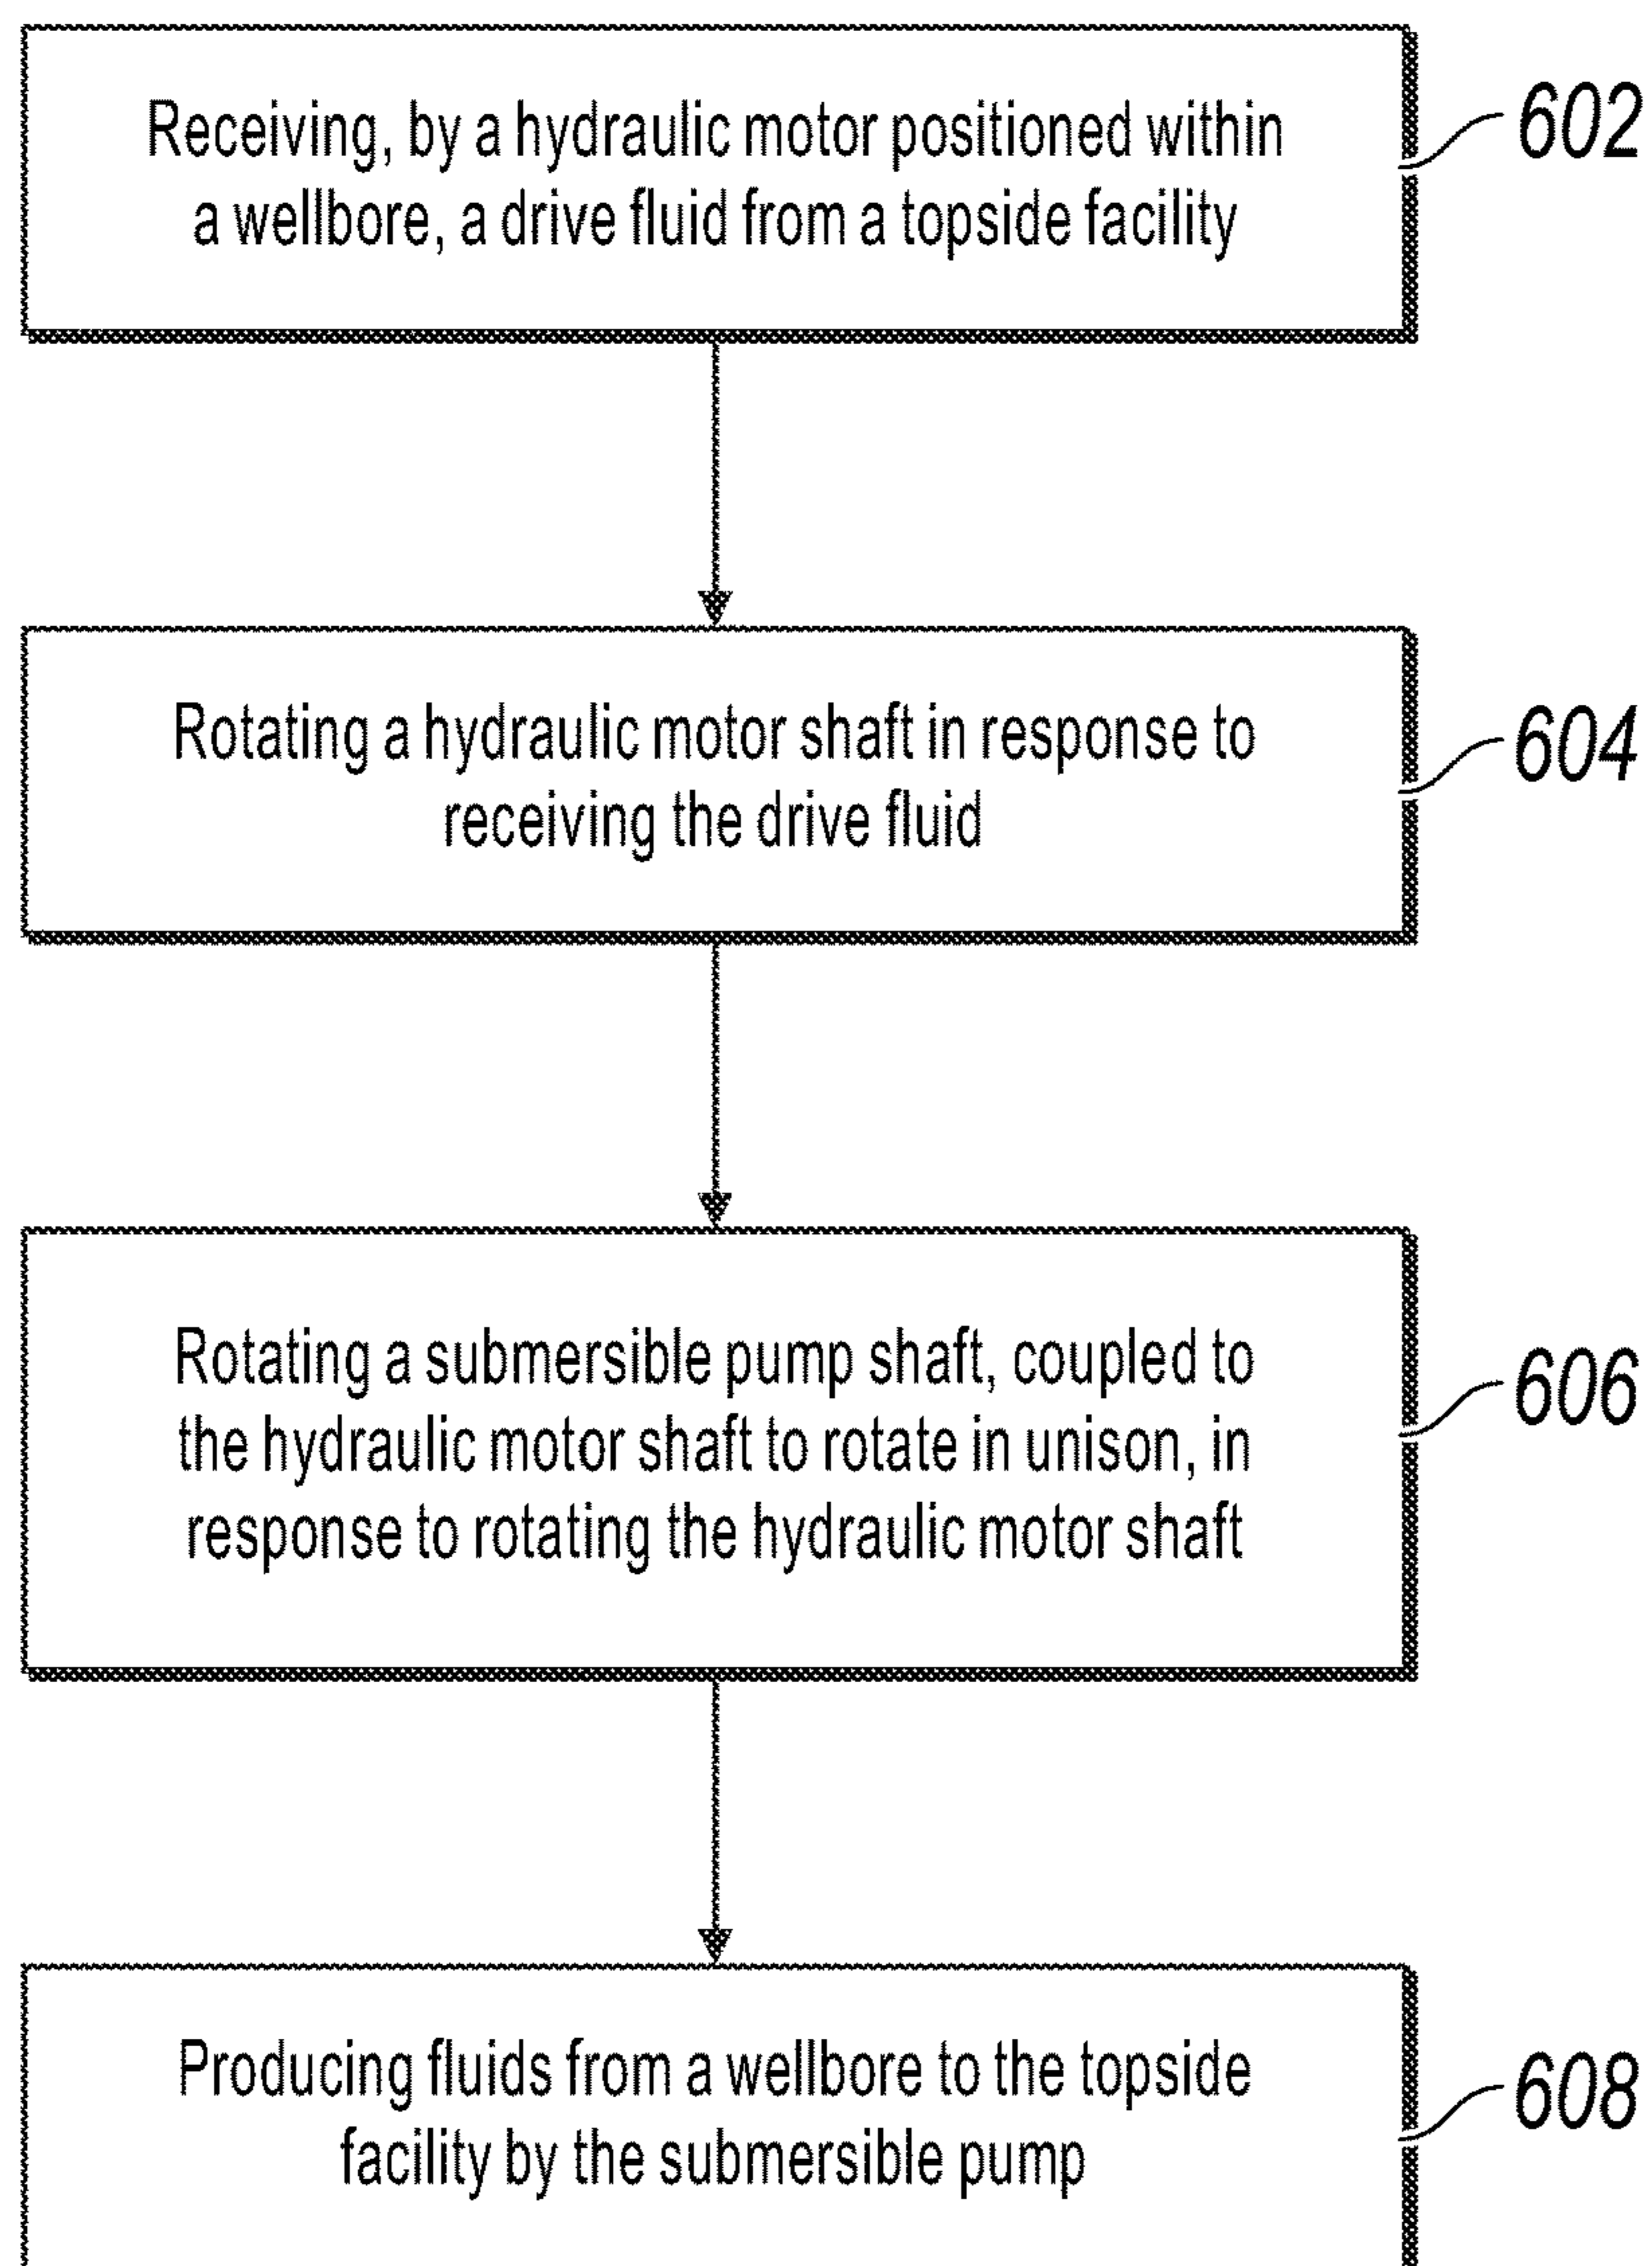 Receiving, by a hydraulic motor positioned within
a wellbore, a drive fluid from a topside facility
602
Rotating a hydraulic motor shaft in response to
receiving the drive fluid
604
Rotating a submersible pump shaft, coupled to
the hydraulic motor shaft to rotate in unison, in
response to rotating the hydraulic motor shaft
606
Producing fluids from a wellbore to the topside
facility by the submersible pump
608